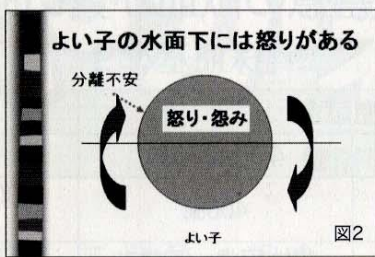 よい子の水面下には怒りがある
分離不安
怒り・怨み
よい子
図2